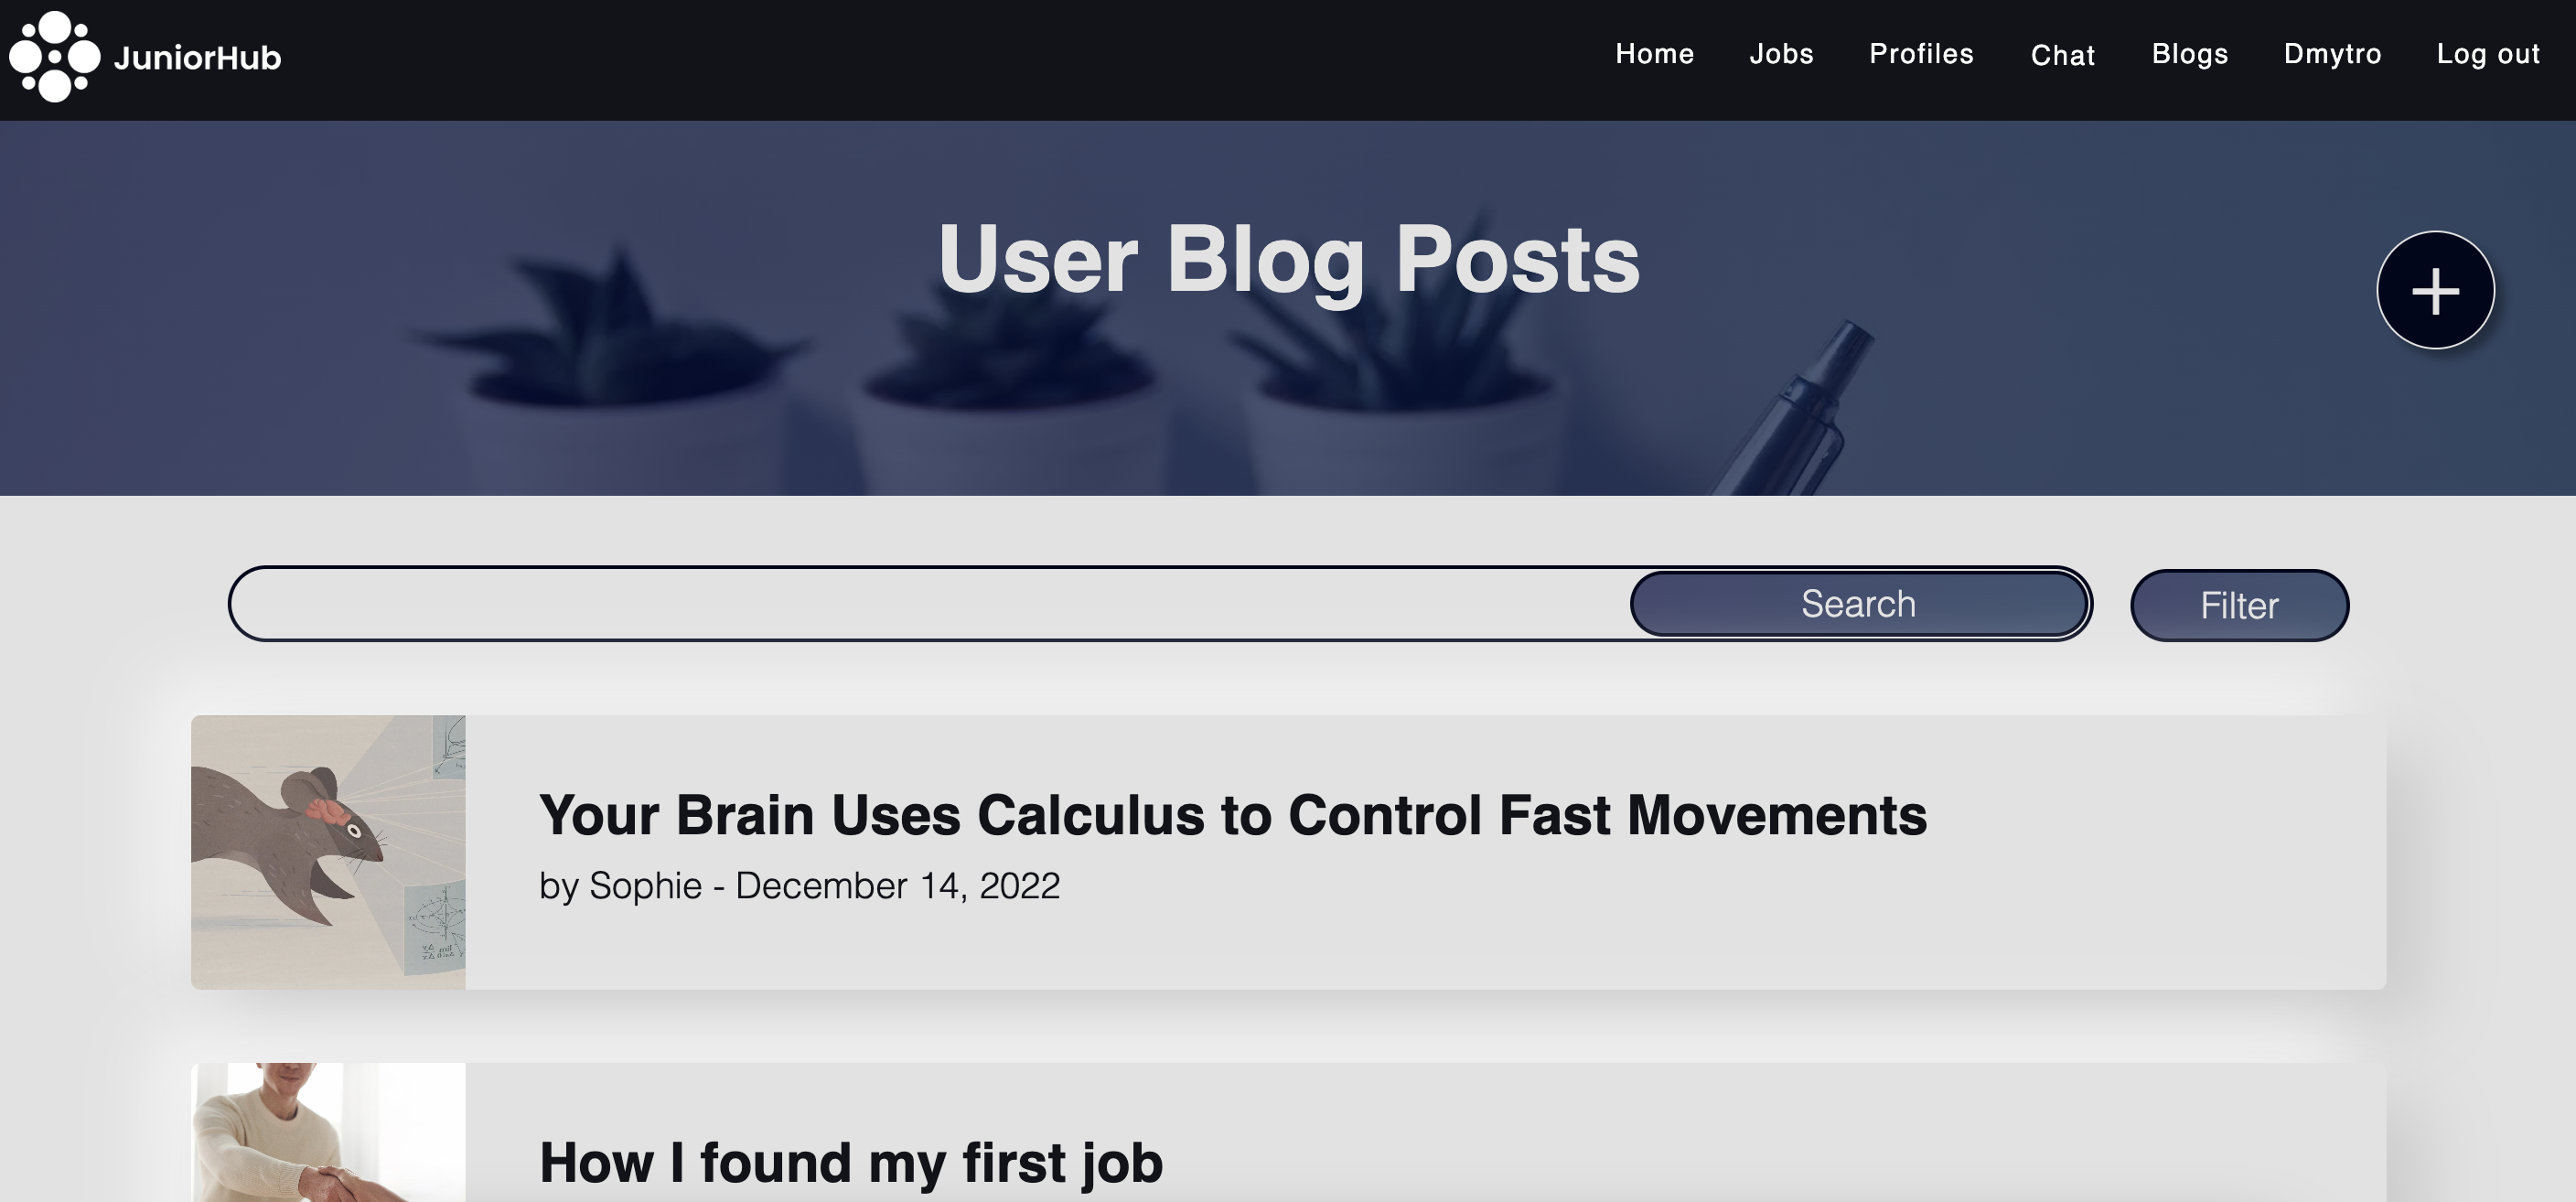 JuniorHub
Home Jobs Profiles Chat Blogs Dmytro Log out
User Blog Posts
+
Search
Filter
Your Brain Uses Calculus to Control Fast Movements
by Sophie - December 14, 2022
How I found my first job